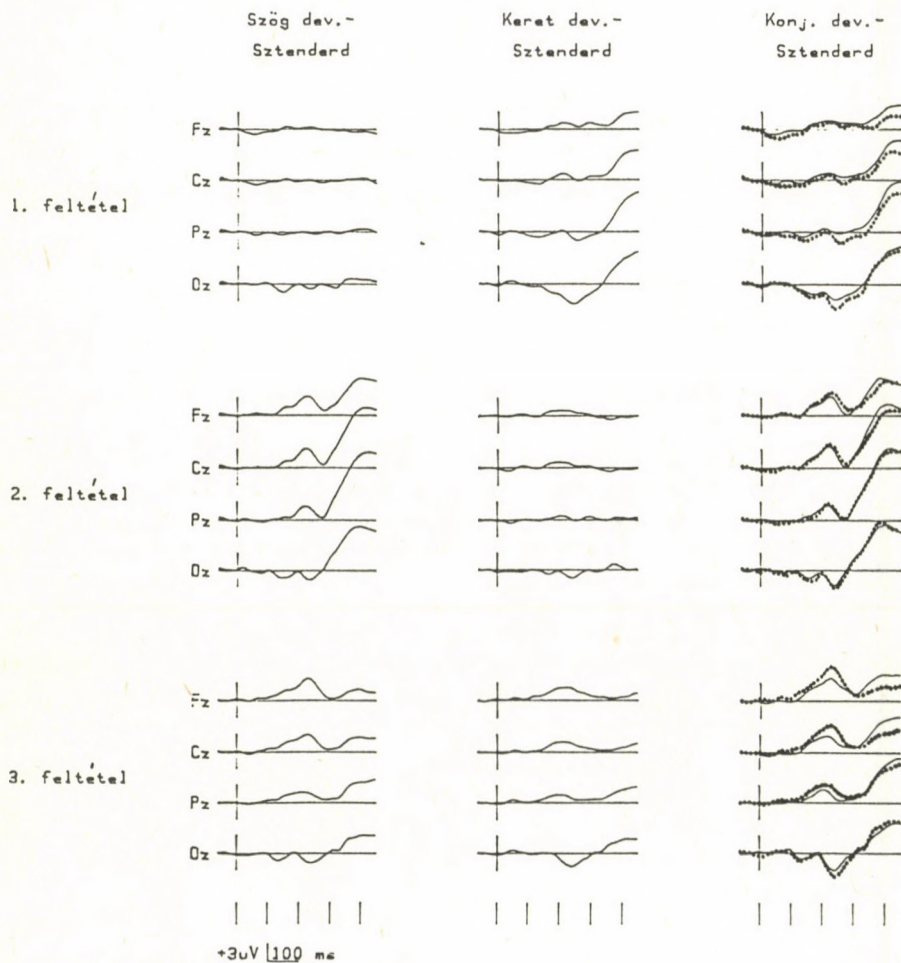 Szög dev.- Keret dev.- Konj. dev.-
Sztenderd Sztenderd Sztenderd
Fz
Cz
1. feltétel
Pz
Oz
Fz
Cz
2. feltétel
Pz
Oz
Fz
Cz
3. feltétel
Pz
Oz
+3uV 100 ms